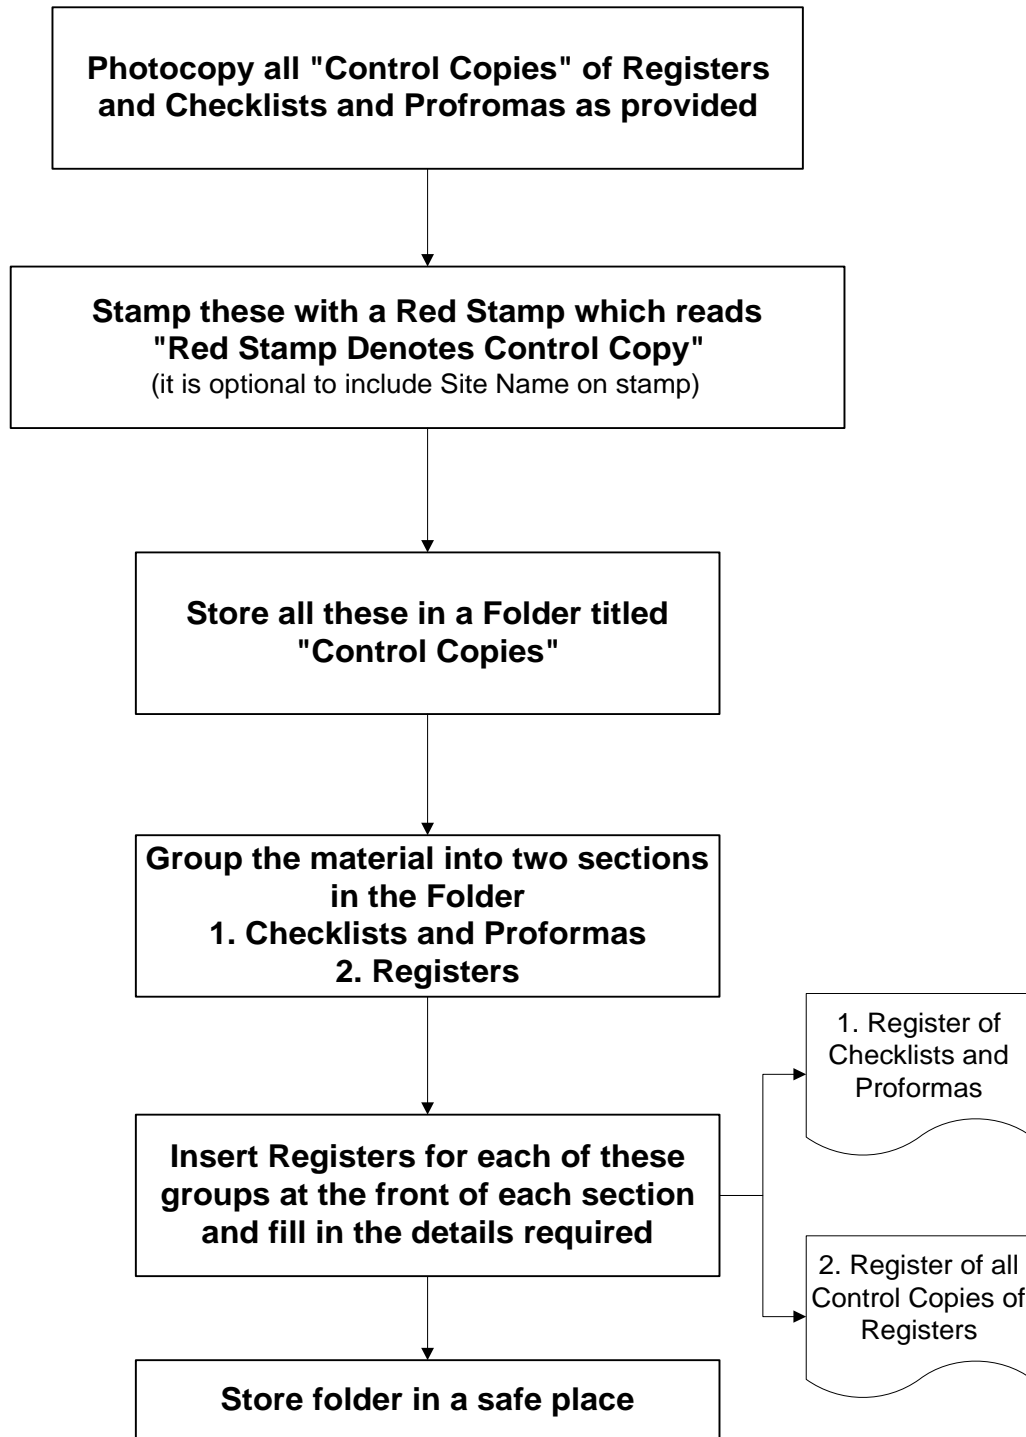 Photocopy all "Control Copies" of Registers
and Checklists and Profromas as provided
Stamp these with a Red Stamp which reads
"Red Stamp Denotes Control Copy"
(it is optional to include Site Name on stamp)
Store all these in a Folder titled
"Control Copies"
Group the material into two sections
in the Folder
1. Checklists and Proformas
2. Registers
Insert Registers for each of these
groups at the front of each section
and fill in the details required
1. Register of
Checklists and
Proformas
2. Register of all
Control Copies of
Registers
Store folder in a safe place